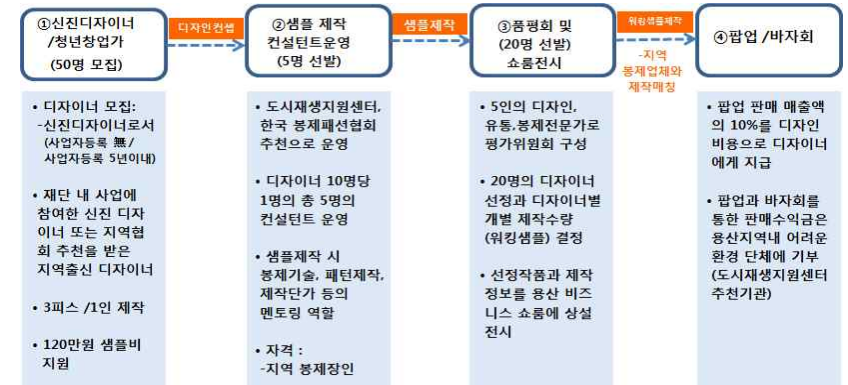 ①신진디자이너
/청년창업가
(50명 모집)
디자인컨셉
②샘플 제작
컨설턴트운영
(5명 선발)
샘플제작
③품평회 및
(20명 선발)
쇼룸전시
워킹샘플제작
-지역
봉제업체와
제작매칭
④팝업 /바자회
• 디자이너 모집:
-신진디자이너로서
(사업자등록 無/
사업자등록 5년이내)
• 재단 내 사업에
참여한 신진 디자
이너 또는 지역협
회 추천을 받은
지역출신 디자이너
• 3피스 /1인 제작
• 120만원 샘플비
지원
• 도시재생지원센터,
한국 봉제패션협회
추천으로 운영
• 디자이너 10명당
1명의 총 5명의
컨설턴트 운영
• 샘플제작 시
봉제기술, 패턴제작,
제작단가 등의
멘토링 역할
• 자격 :
-지역 봉제장인
• 5인의 디자인,
유통,봉제전문가로
평가위원회 구성
• 20명의 디자이너
선정과 디자이너별
개별 제작수량
(워킹샘플) 결정
• 선정작품과 제작
정보를 용산 비즈
니스 쇼룸에 상설
전시
• 팝업 판매 매출액
의 10%를 디자인
비용으로 디자이너
에게 지급
• 팝업과 바자회를
통한 판매수익금은
용산지역내 어려운
환경 단체에 기부
(도시재생지원센터
추천기관)